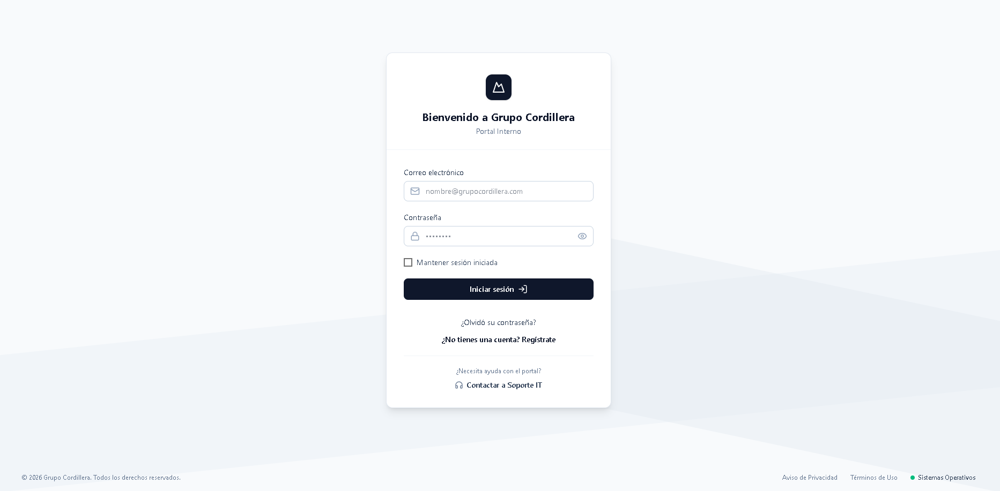 Bienvenido a Grupo Cordillera
Portal Interno
Correo electrónico
nombre@grupocordillera.com
Contraseña
••••••••
Mantener sesión iniciada
Iniciar sesión
¿Olvidó su contraseña?
¿No tienes una cuenta? Regístrate
¿Necesita ayuda con el portal?
Contactar a Soporte IT
© 2026 Grupo Cordillera. Todos los derechos reservados.
Aviso de Privacidad
Términos de Uso
Sistemas Operativos